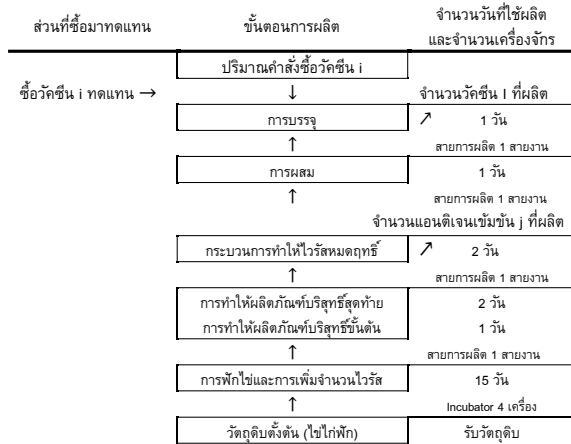 ส่วนที่ซื้อมาทดแทน ขั้นตอนการผลิต จำนวนวันที่ใช้ผลิต
และจำนวนเครื่องจักร
ปริมาณคำสั่งซื้อวัคซีน i
ซื้อวัคซีน i ทดแทน → ↓ จำนวนวัคซีน I ที่ผลิต
การบรรจุ ↗ 1 วัน
↑ สายการผลิต 1 สายงาน
การผสม 1 วัน
↑ สายการผลิต 1 สายงาน
จำนวนแอนติเจนเข้มข้น j ที่ผลิต
กระบวนการทำให้ไวรัสหมดฤทธิ์ ↗ 2 วัน
↑ สายการผลิต 1 สายงาน
การทำให้ผลิตภัณฑ์บริสุทธิ์สุดท้าย 2 วัน
การทำให้ผลิตภัณฑ์บริสุทธิ์ขั้นต้น 1 วัน
↑ สายการผลิต 1 สายงาน
การฟักไข่และการเพิ่มจำนวนไวรัส 15 วัน
↑ Incubator 4 เครื่อง
วัตถุดิบตั้งต้น (ไข่ไก่ฟัก) รับวัตถุดิบ